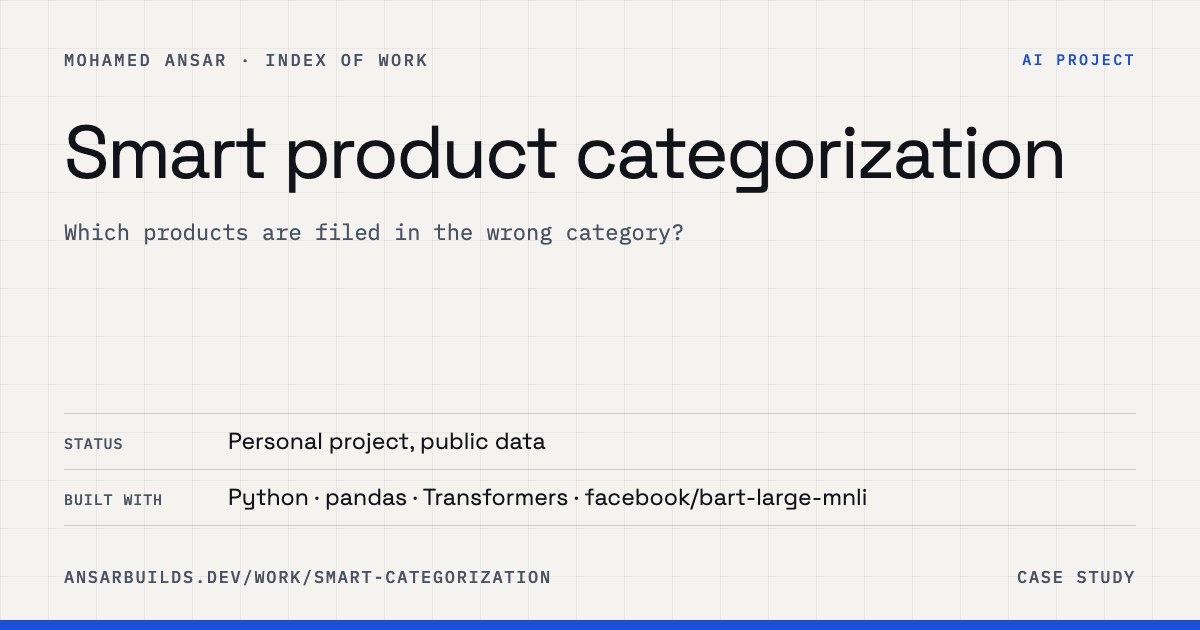 MOHAMED ANSAR · INDEX OF WORK
AI PROJECT
Smart product categorization
Which products are filed in the wrong category?
STATUS Personal project, public data
BUILT WITH Python · pandas · Transformers · facebook/bart-large-mnli
ANSARBUILDS.DEV/WORK/SMART-CATEGORIZATION
CASE STUDY